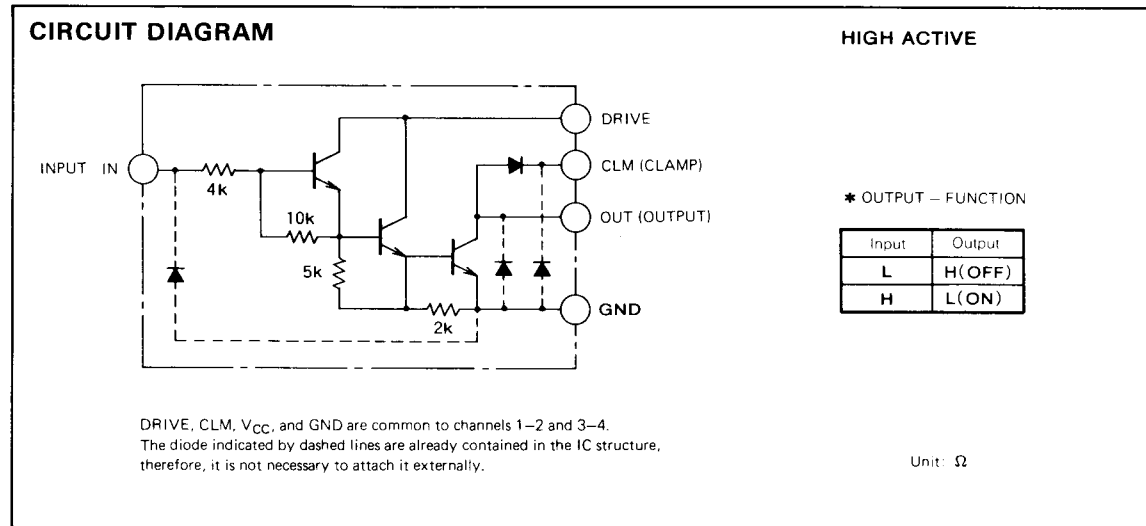 CIRCUIT DIAGRAM
HIGH ACTIVE
DRIVE
INPUT IN
CLM (CLAMP)
4k
OUT (OUTPUT)
10k
5k
GND
2k
* OUTPUT – FUNCTION
Input Output
L H(OFF)
H L(ON)
DRIVE, CLM, VCC, and GND are common to channels 1–2 and 3–4.
The diode indicated by dashed lines are already contained in the IC structure,
therefore, it is not necessary to attach it externally.
Unit: Ω